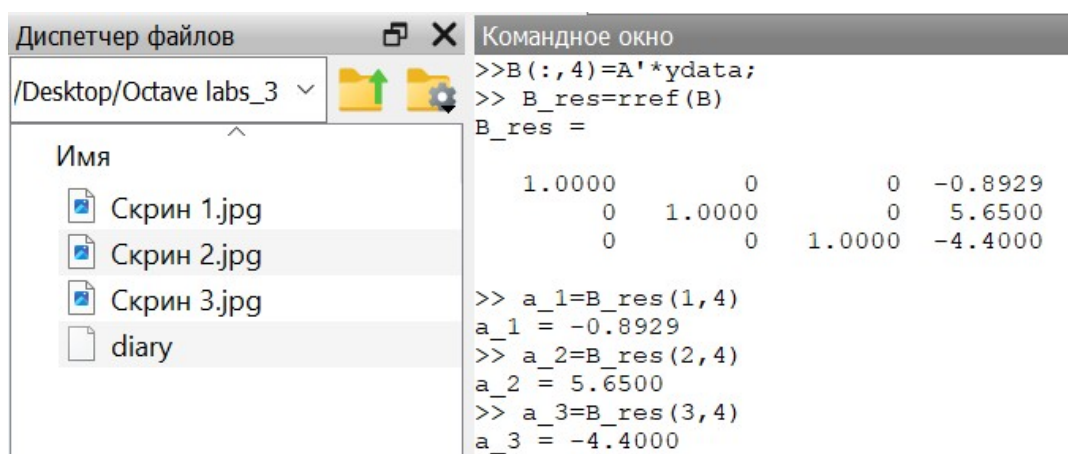 Диспетчер файлов
/Desktop/Octave labs_3
Имя
Скрин 1.jpg
Скрин 2.jpg
Скрин 3.jpg
diary
Командное окно
>>B(:,4)=A'*ydata;
>> B_res=rref(B)
B_res =
1.0000 0 0 -0.8929
0 1.0000 0 5.6500
0 0 1.0000 -4.4000
>> a_1=B_res(1,4)
a_1 = -0.8929
>> a_2=B_res(2,4)
a_2 = 5.6500
>> a_3=B_res(3,4)
a_3 = -4.4000